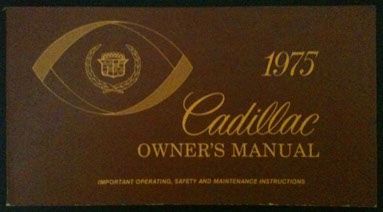 1975
Cadillac
OWNER'S MANUAL
IMPORTANT OPERATING, SAFETY AND MAINTENANCE INSTRUCTIONS